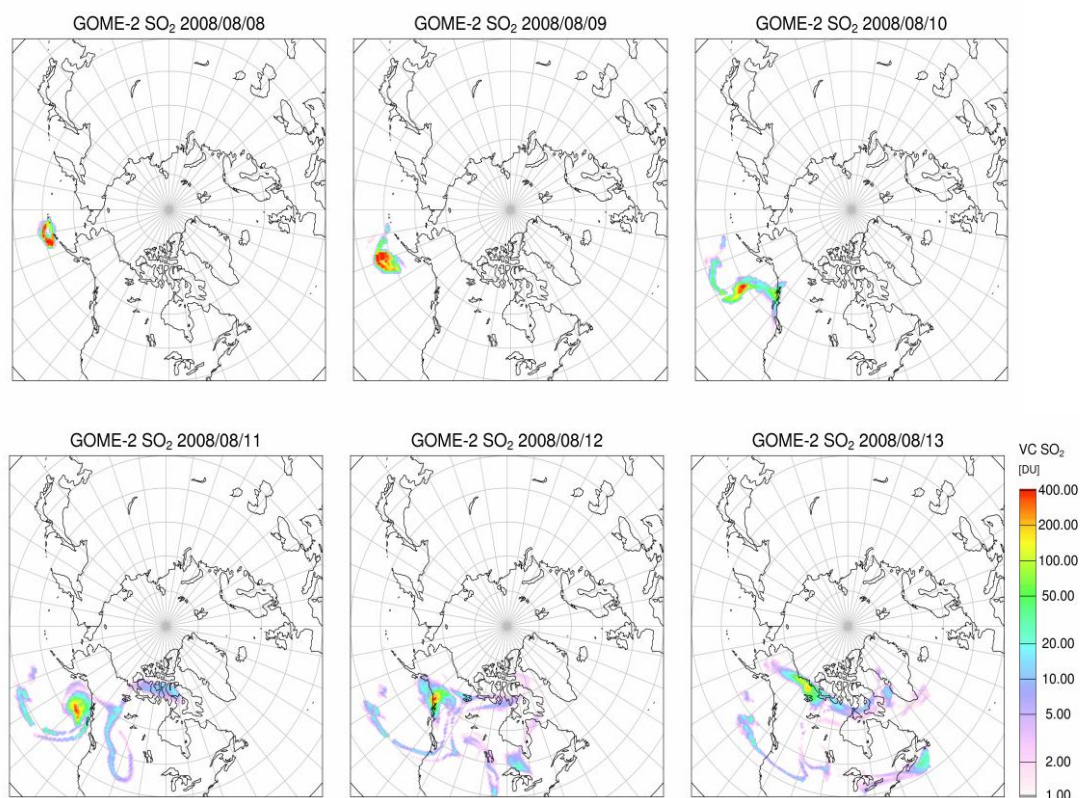 GOME-2 SO₂ 2008/08/08
GOME-2 SO₂ 2008/08/09
GOME-2 SO₂ 2008/08/10
GOME-2 SO₂ 2008/08/11
GOME-2 SO₂ 2008/08/12
GOME-2 SO₂ 2008/08/13
VC SO₂
[DU]
400.00
200.00
100.00
50.00
20.00
10.00
5.00
2.00
1.00